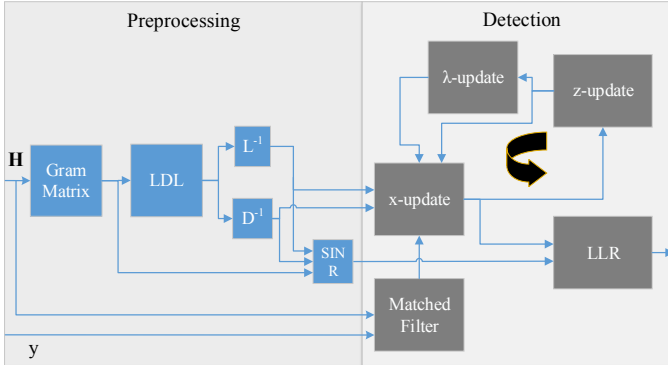 Preprocessing
Detection
λ-update
z-update
H
Gram
Matrix
LDL
L⁻¹
D⁻¹
x-update
SIN
R
LLR
Matched
Filter
y